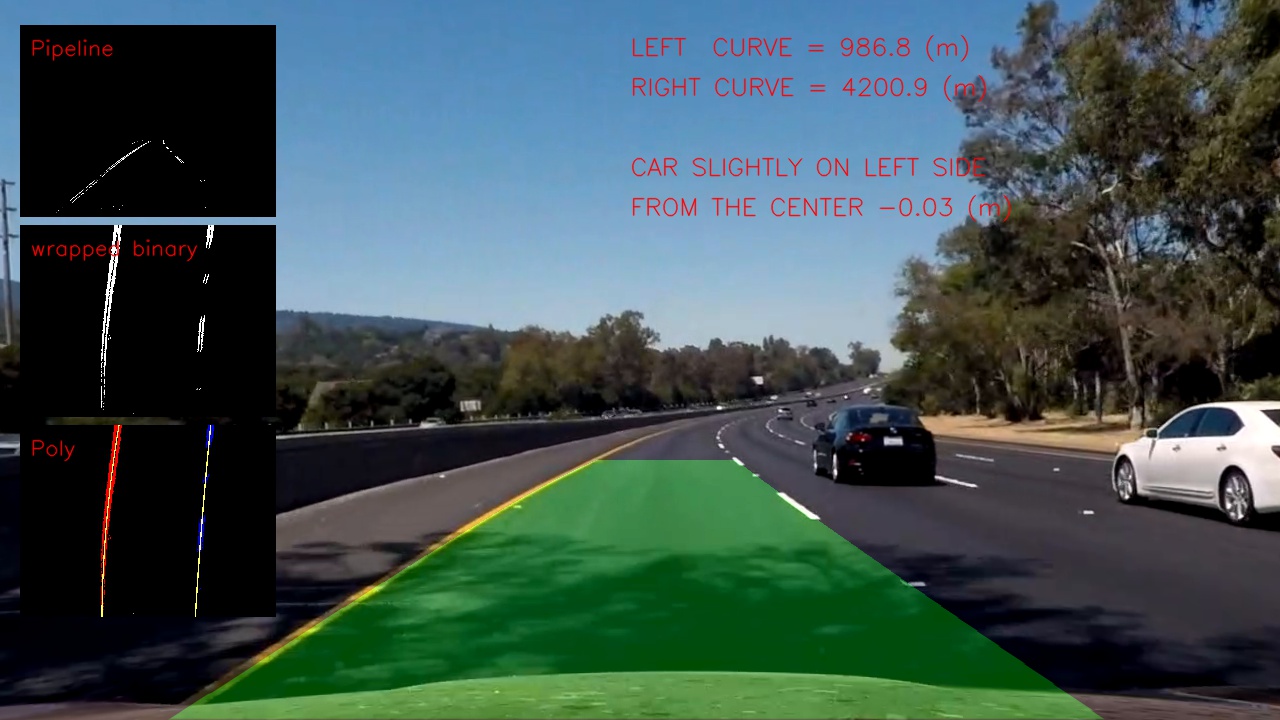 Pipeline
wrapped binary
Poly
LEFT CURVE = 986.8 (m)
RIGHT CURVE = 4200.9 (m)
CAR SLIGHTLY ON LEFT SIDE
FROM THE CENTER -0.03 (m)